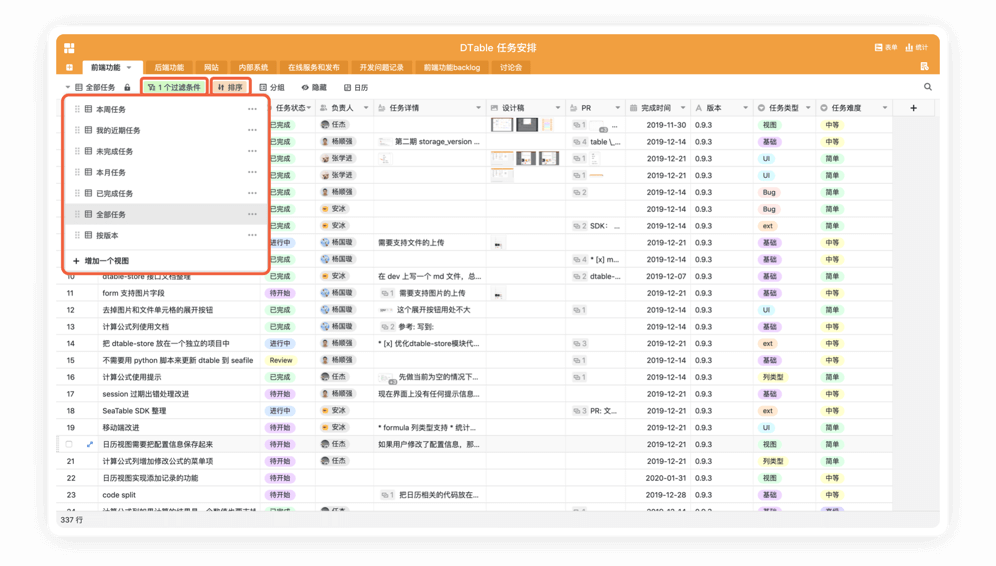 DTable 任务安排
表单 统计
前端功能 后端功能 网站 内部系统 在线服务和发布 开发问题记录 前端功能backlog 讨论会
全部任务 1 个过滤条件 排序 分组 隐藏 日历
本周任务
我的近期任务
未完成任务
本月任务
已完成任务
全部任务
按版本
增加一个视图
任务状态 负责人 任务详情 设计稿 PR 完成时间 版本 任务类型 任务难度
已完成 任杰 +3 1 ... 2019-11-30 0.9.3 视图 中等
已完成 杨顺强 第二期 storage_version ... 4 table \_... 2019-12-14 0.9.3 基础 中等
已完成 张学进 1 2019-12-14 0.9.3 UI 简单
已完成 张学进 1 2019-12-21 0.9.3 UI 简单
已完成 杨顺强 2 2019-12-14 0.9.3 Bug 简单
已完成 安冰 2019-12-14 0.9.3 Bug 简单
已完成 安冰 2 SDK: ... 2019-12-14 0.9.3 ext 简单
进行中 杨国璇 需要支持文件的上传 2019-12-21 0.9.3 基础 中等
已完成 杨国璇 4 * [x] m... 2019-12-14 0.9.3 基础 简单
10 dtable-store 接口文档整理 已完成 安冰 在 dev 上写一个 md 文件，总... 2 dtable-... 2019-12-07 0.9.3 基础 简单
11 form 支持图片字段 待开始 杨国璇 1 需要支持图片的上传 2019-12-21 0.9.3 基础 中等
12 去掉图片和文件单元格的展开按钮 已完成 杨国璇 这个展开按钮用处不大 1 2019-12-14 0.9.3 UI 简单
13 计算公式列使用文档 已完成 杨国璇 2 参考: 写到: 2019-12-21 0.9.3 基础 中等
14 把 dtable-store 放在一个独立的项目中 进行中 杨顺强 * [x] 优化dtable-store模块代... 3 2019-12-21 0.9.3 ext 中等
15 不需要用 python 脚本来更新 dtable 到 seafile Review 杨顺强 1 2019-12-14 0.9.3 基础 中等
16 计算公式使用提示 已完成 任杰 +2 先做当前为空的情况下... 1 2019-12-14 0.9.3 列类型 简单
17 session 过期出错处理改进 待开始 杨顺强 现在界面上没有任何提示信息... 2019-12-21 0.9.3 基础 中等
18 SeaTable SDK 整理 进行中 安冰 3 PR: 文... 2019-12-21 0.9.3 ext 中等
19 移动端改进 待开始 安冰 * formula 列类型支持 * 统计... 2019-12-21 0.9.3 UI 中等
日历视图需要把配置信息保存起来 待开始 任杰 如果用户修改了配置信息，那... 2019-12-21 0.9.3 视图 简单
21 计算公式列增加修改公式的菜单项 待开始 任杰 2019-12-21 0.9.3 列类型 简单
22 日历视图实现添加记录的功能 待开始 2020-01-31 0.9.3 视图 中等
23 code split 待开始 1 把日历相关的代码放在... 2019-12-28 0.9.3 基础 中等
337 行